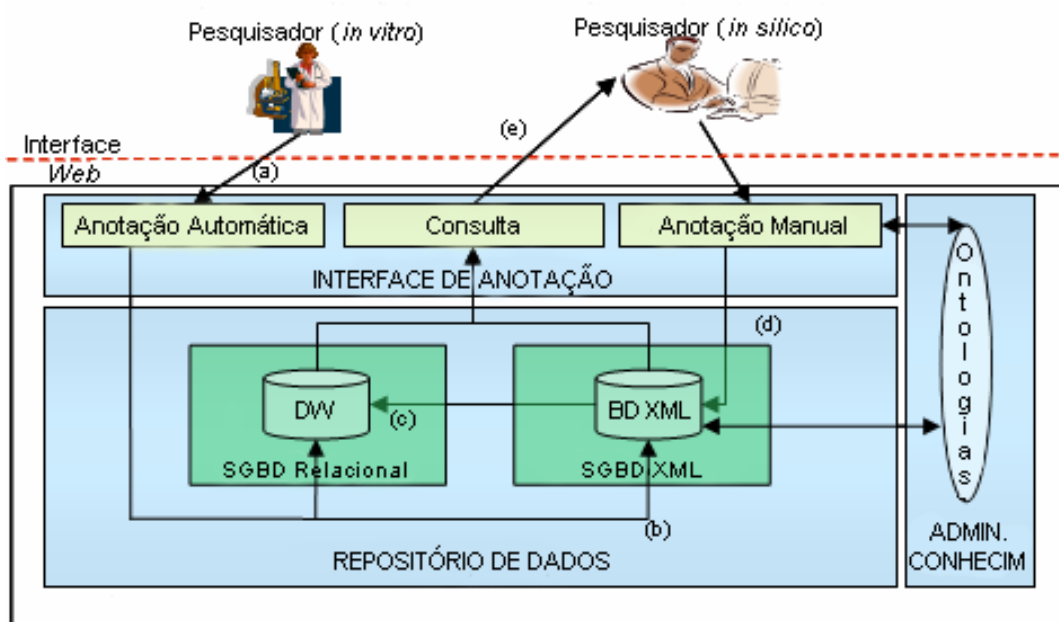 Pesquisador (in vitro)
Pesquisador (in silico)
(e)
Interface
Web
(a)
Anotação Automática
Consulta
Anotação Manual
INTERFACE DE ANOTAÇÃO
Ontologias
(d)
DW
(c)
BD XML
SGBD Relacional
SGBD XML
(b)
REPOSITÓRIO DE DADOS
ADMIN.
CONHECIM